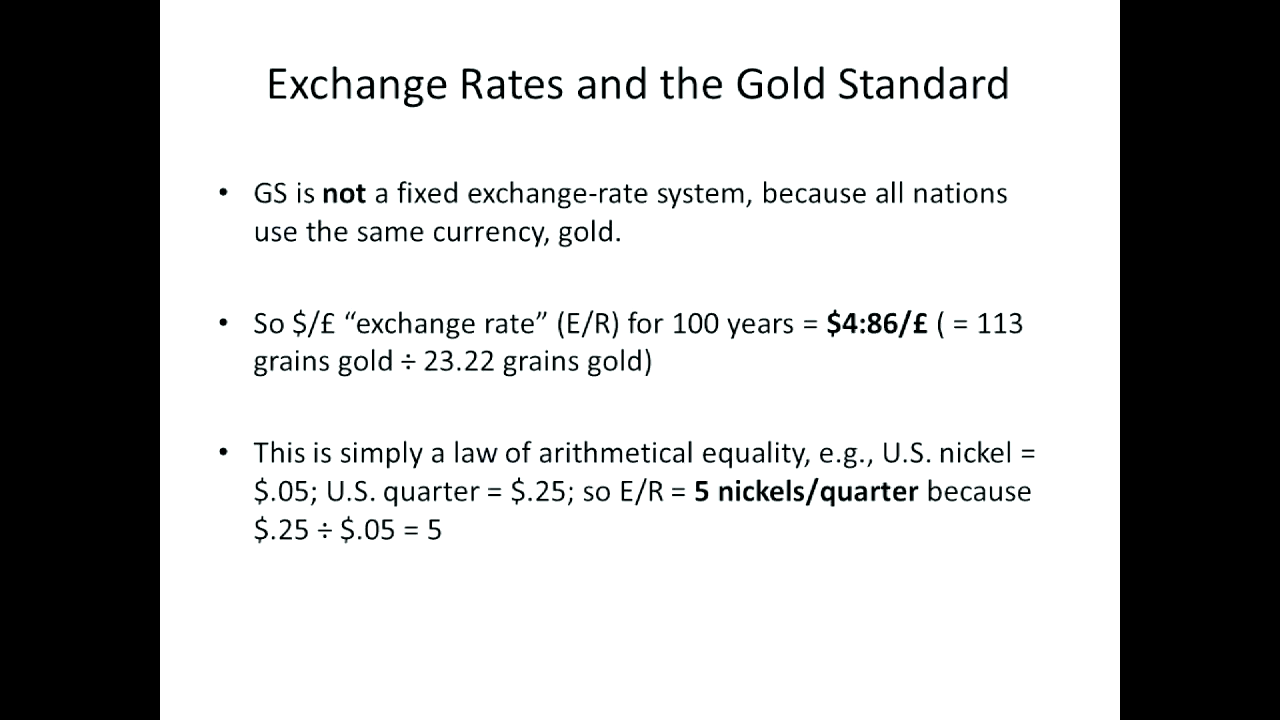 Exchange Rates and the Gold Standard
• GS is not a fixed exchange-rate system, because all nations
use the same currency, gold.
• So $/£ “exchange rate” (E/R) for 100 years = $4:86/£ ( = 113
grains gold ÷ 23.22 grains gold)
• This is simply a law of arithmetical equality, e.g., U.S. nickel =
$.05; U.S. quarter = $.25; so E/R = 5 nickels/quarter because
$.25 ÷ $.05 = 5